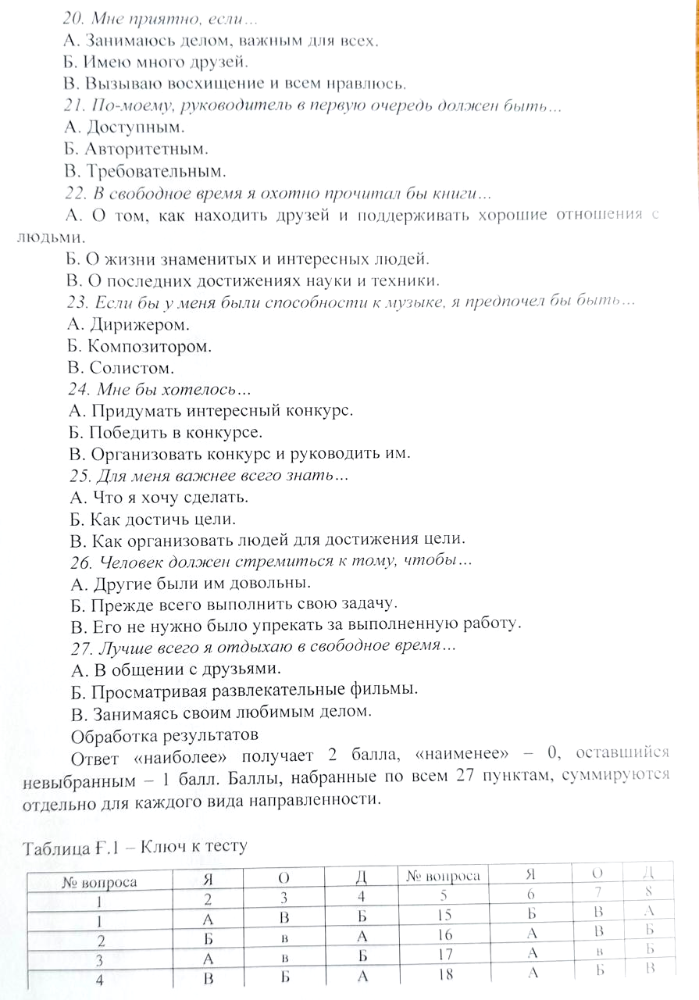 20. Мне приятно, если...
А. Занимаюсь делом, важным для всех.
Б. Имею много друзей.
В. Вызываю восхищение и всем нравлюсь.
21. По-моему, руководитель в первую очередь должен быть...
А. Доступным.
Б. Авторитетным.
В. Требовательным.
22. В свободное время я охотно прочитал бы книги...
А. О том, как находить друзей и поддерживать хорошие отношения с
людьми.
Б. О жизни знаменитых и интересных людей.
В. О последних достижениях науки и техники.
23. Если бы у меня были способности к музыке, я предпочел бы быть...
А. Дирижером.
Б. Композитором.
В. Солистом.
24. Мне бы хотелось...
А. Придумать интересный конкурс.
Б. Победить в конкурсе.
В. Организовать конкурс и руководить им.
25. Для меня важнее всего знать...
А. Что я хочу сделать.
Б. Как достичь цели.
В. Как организовать людей для достижения цели.
26. Человек должен стремиться к тому, чтобы...
А. Другие были им довольны.
Б. Прежде всего выполнить свою задачу.
В. Его не нужно было упрекать за выполненную работу.
27. Лучше всего я отдыхаю в свободное время...
А. В общении с друзьями.
Б. Просматривая развлекательные фильмы.
В. Занимаясь своим любимым делом.
Обработка результатов
Ответ «наиболее» получает 2 балла, «наименее» – 0, оставшийся
невыбранным – 1 балл. Баллы, набранные по всем 27 пунктам, суммируются
отдельно для каждого вида направленности.
Таблица F.1 – Ключ к тесту
№ вопроса Я О Д № вопроса Я О Д
1 2 3 4 5 6 7 8
1 А В Б 15 Б В А
2 Б в А 16 А В Б
3 А в Б 17 А в Б
4 В Б А 18 А Б В